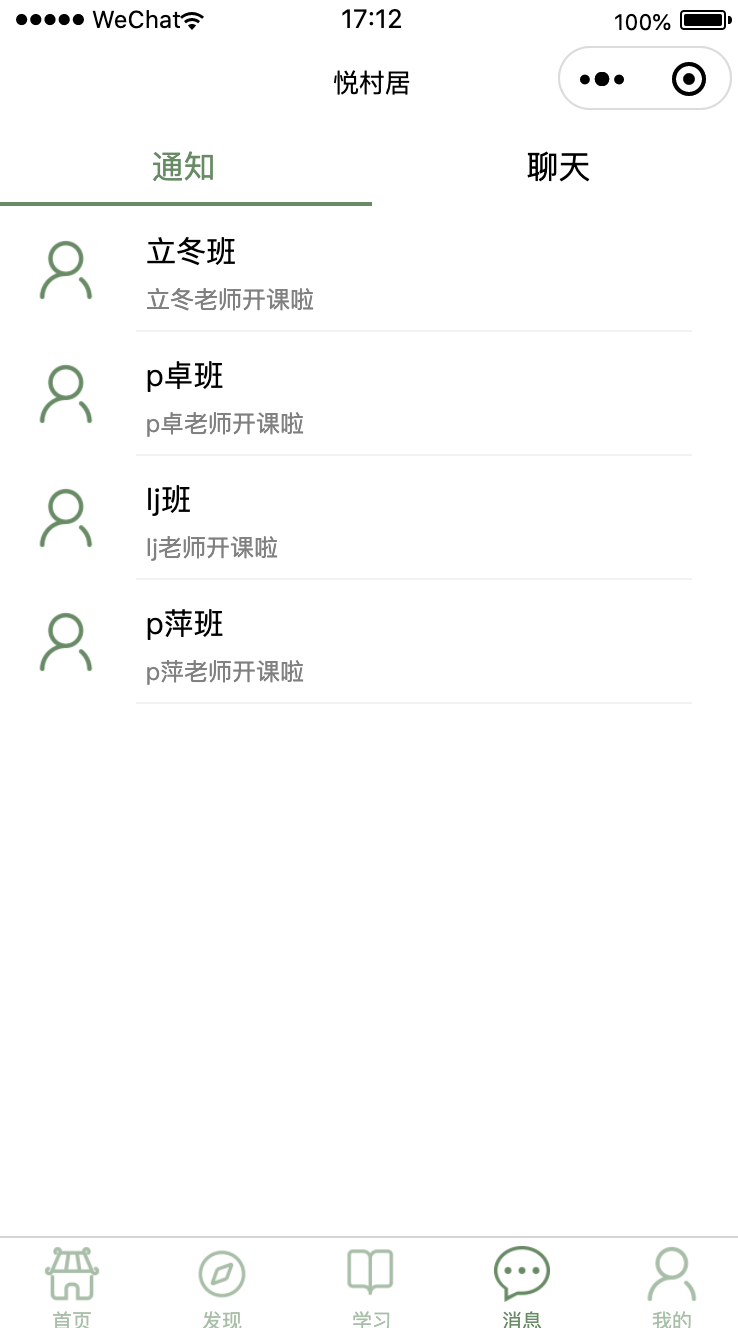 WeChat 17:12 100%
悦村居
通知 聊天
立冬班
立冬老师开课啦
p卓班
p卓老师开课啦
lj班
lj老师开课啦
p萍班
p萍老师开课啦
首页 发现 学习 消息 我的